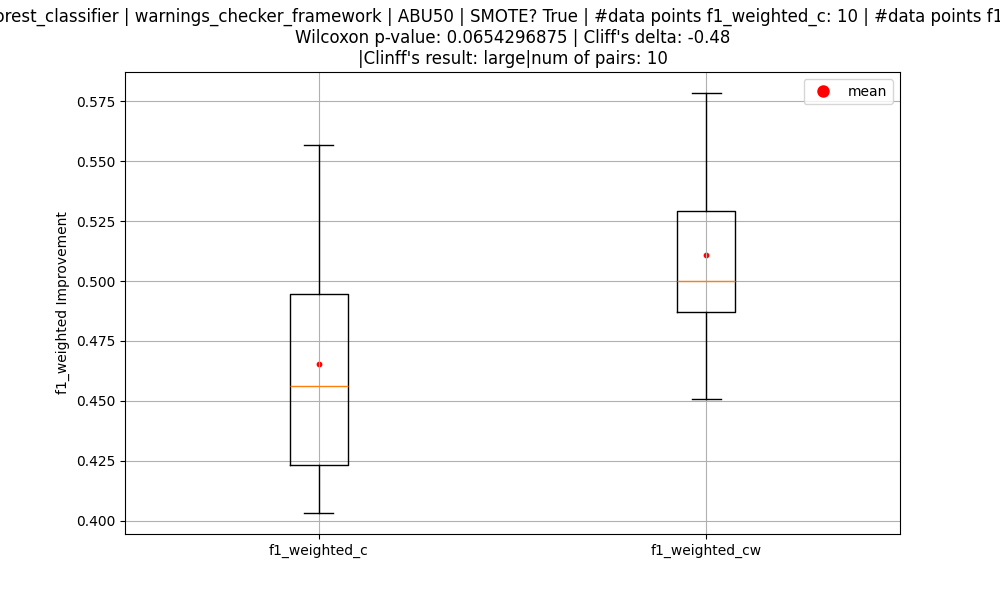 orest_classifier | warnings_checker_framework | ABU50 | SMOTE? True | #data points f1_weighted_c: 10 | #data points f1
Wilcoxon p-value: 0.0654296875 | Cliff's delta: -0.48
|Clinff's result: large|num of pairs: 10
mean
0.575
0.550
0.525
0.500
0.475
0.450
0.425
0.400
f1_weighted Improvement
f1_weighted_c
f1_weighted_cw